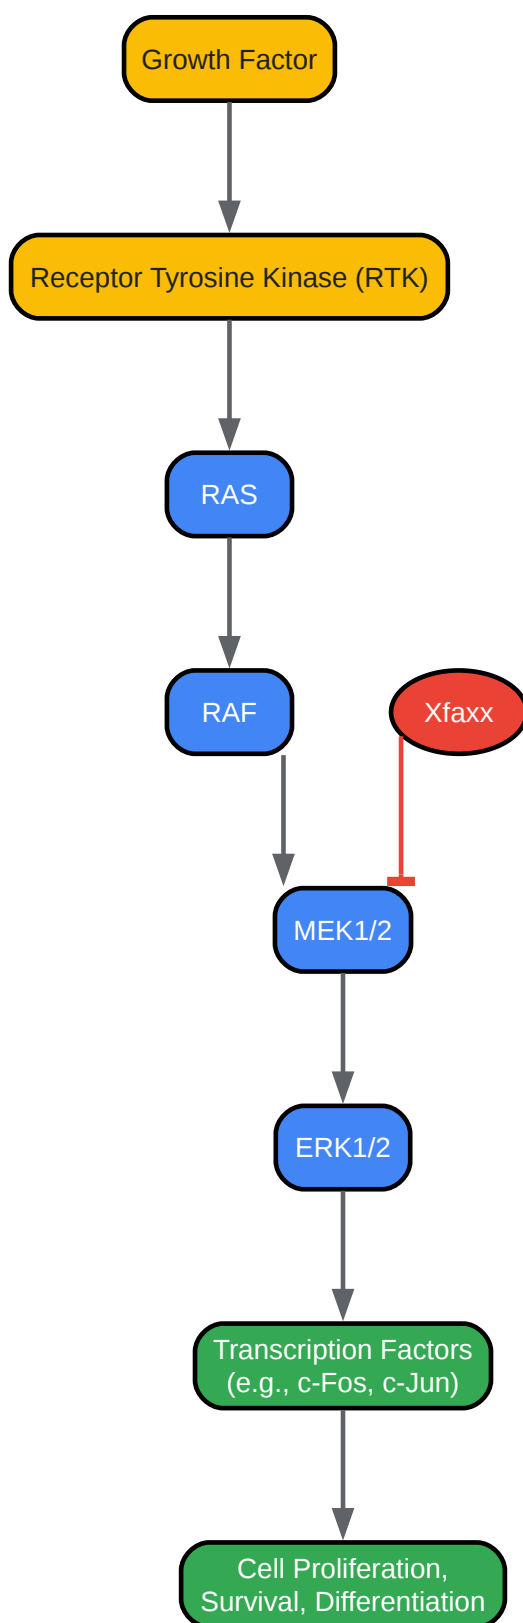 Growth Factor
Receptor Tyrosine Kinase (RTK)
RAS
RAF
Xfaxx
MEK1/2
ERK1/2
Transcription Factors
(e.g., c-Fos, c-Jun)
Cell Proliferation,
Survival, Differentiation